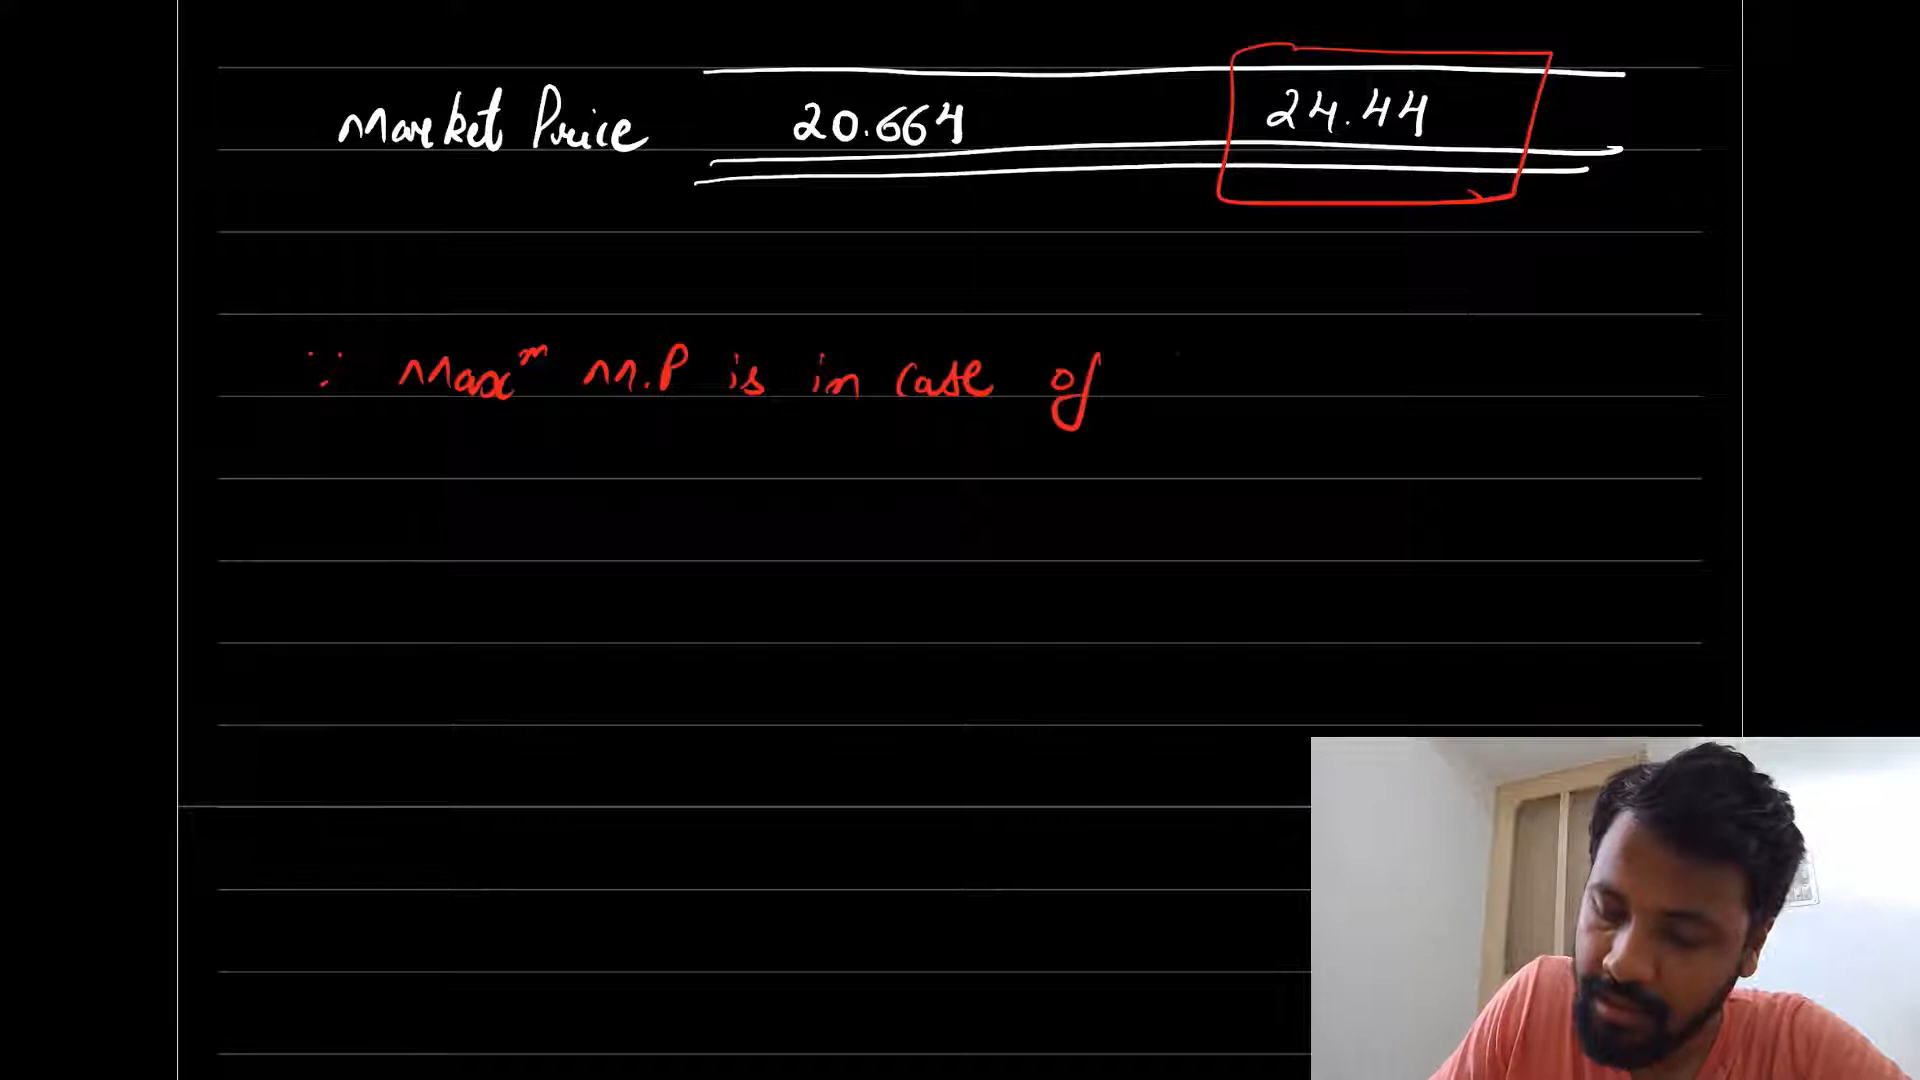 Market Price 20.664 24.44
∵ Maxᵐ M.P is in case of